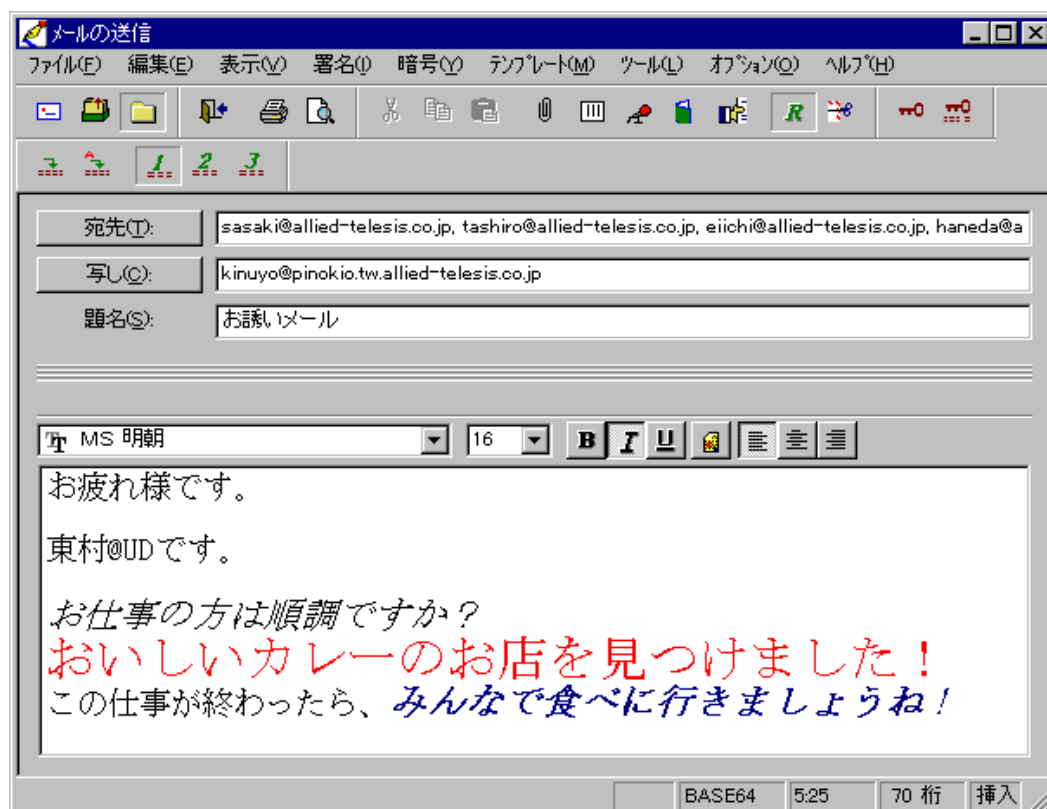 メールの送信
ファイル(F) 編集(E) 表示(V) 署名(I) 暗号(Y) テンプレート(M) ツール(L) オプション(O) ヘルプ(H)
R
1 2 3
宛先(T): sasaki@allied-telesis.co.jp, tashiro@allied-telesis.co.jp, eiichi@allied-telesis.co.jp, haneda@a
写し(C): kinuyo@pinokio.tw.allied-telesis.co.jp
題名(S): お誘いメール
MS 明朝 16 B I U
お疲れ様です。
東村@UDです。
お仕事の方は順調ですか？
おいしいカレーのお店を見つけました！
この仕事が終わったら、みんなで食べに行きましょうね！
BASE64 5:25 70 桁 挿入